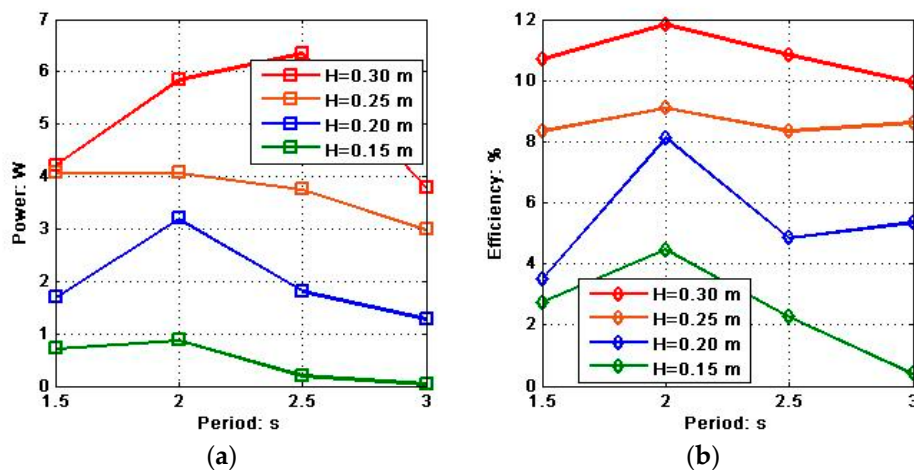 7
6
5
4
3
2
1
0
Power: W
H=0.30 m
H=0.25 m
H=0.20 m
H=0.15 m
1.5 2 2.5 3
Period: s
(a)
12
10
8
6
4
2
0
Efficiency: %
H=0.30 m
H=0.25 m
H=0.20 m
H=0.15 m
1.5 2 2.5 3
Period: s
(b)